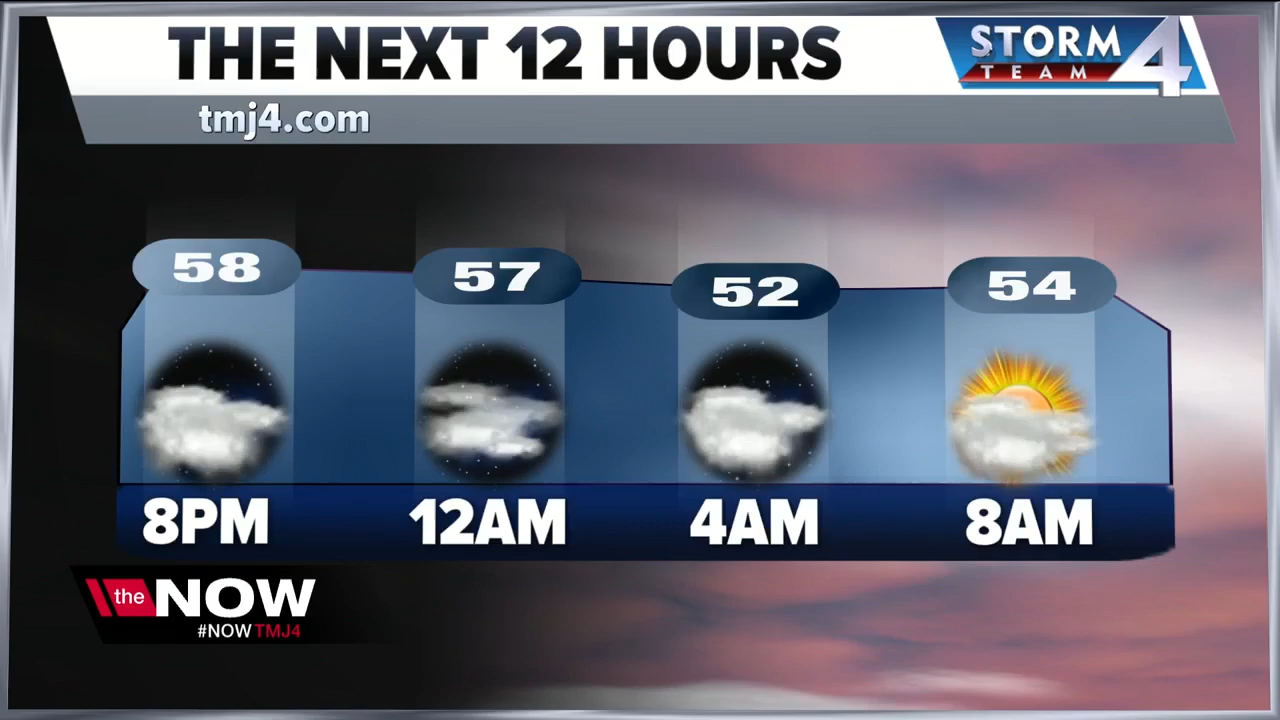 THE NEXT 12 HOURS
STORM
TEAM 4
tmj4.com
58 57 52 54
8PM 12AM 4AM 8AM
the NOW
#NOWTMJ4